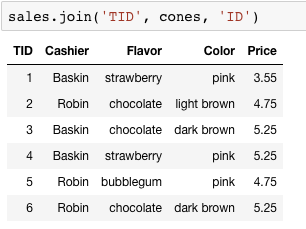 sales.join('TID', cones, 'ID')
TID Cashier Flavor Color Price
1 Baskin strawberry pink 3.55
2 Robin chocolate light brown 4.75
3 Baskin chocolate dark brown 5.25
4 Baskin strawberry pink 5.25
5 Robin bubblegum pink 4.75
6 Robin chocolate dark brown 5.25